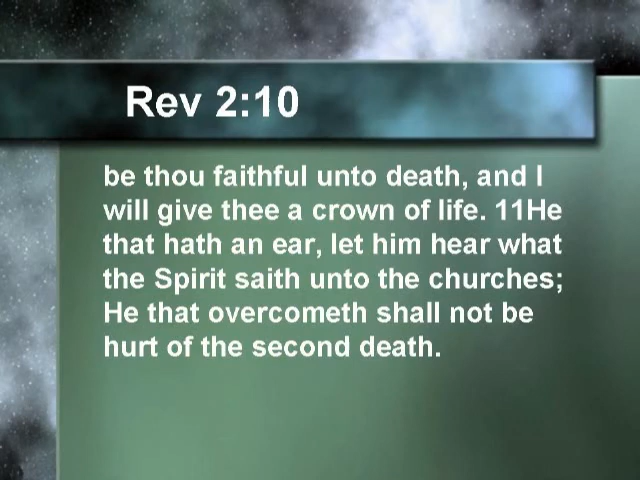 Rev 2:10
be thou faithful unto death, and I
will give thee a crown of life. 11He
that hath an ear, let him hear what
the Spirit saith unto the churches;
He that overcometh shall not be
hurt of the second death.